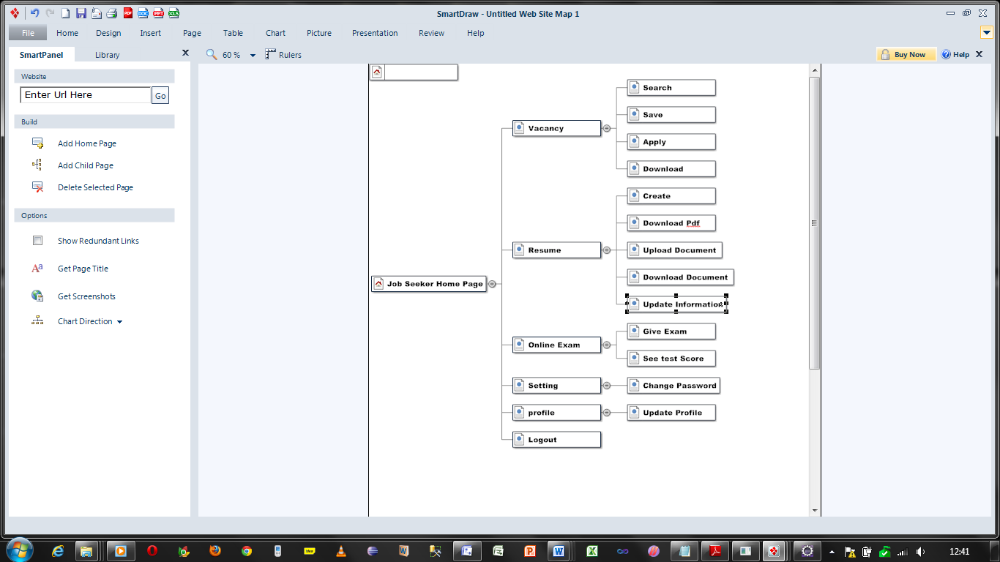 SmartDraw - Untitled Web Site Map 1
PDF DOC PPT XLS
File Home Design Insert Page Table Chart Picture Presentation Review Help
SmartPanel Library X 60 % Rulers Buy Now Help X
Website
Enter Url Here Go
Build
Add Home Page
Add Child Page
Delete Selected Page
Options
Show Redundant Links
Get Page Title
Get Screenshots
Chart Direction
Job Seeker Home Page
Vacancy
Search
Save
Apply
Download
Resume
Create
Download Pdf
Upload Document
Download Document
Update Information
Online Exam
Give Exam
See test Score
Setting
Change Password
profile
Update Profile
Logout
12:41